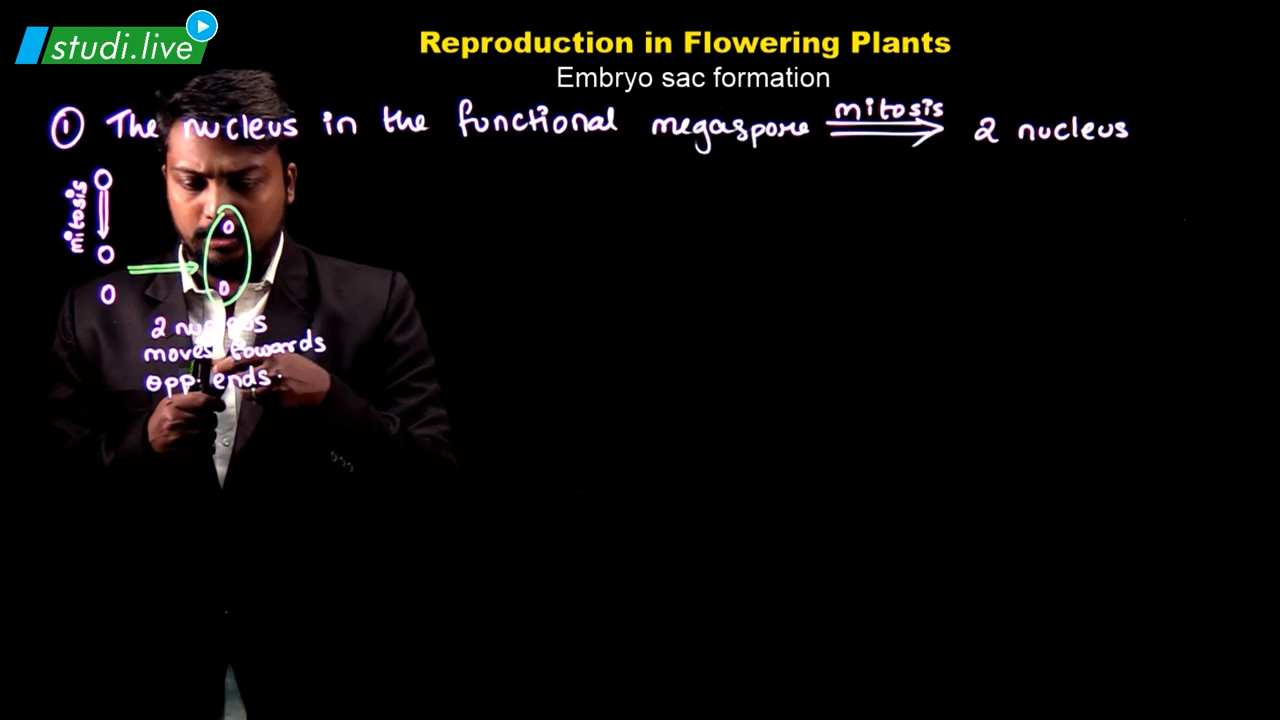 studi.live
Reproduction in Flowering Plants
Embryo sac formation
① The nucleus in the functional megaspore mitosis ⟹ 2 nucleus
mitosis
2 nucleus
moves towards
opp. ends.